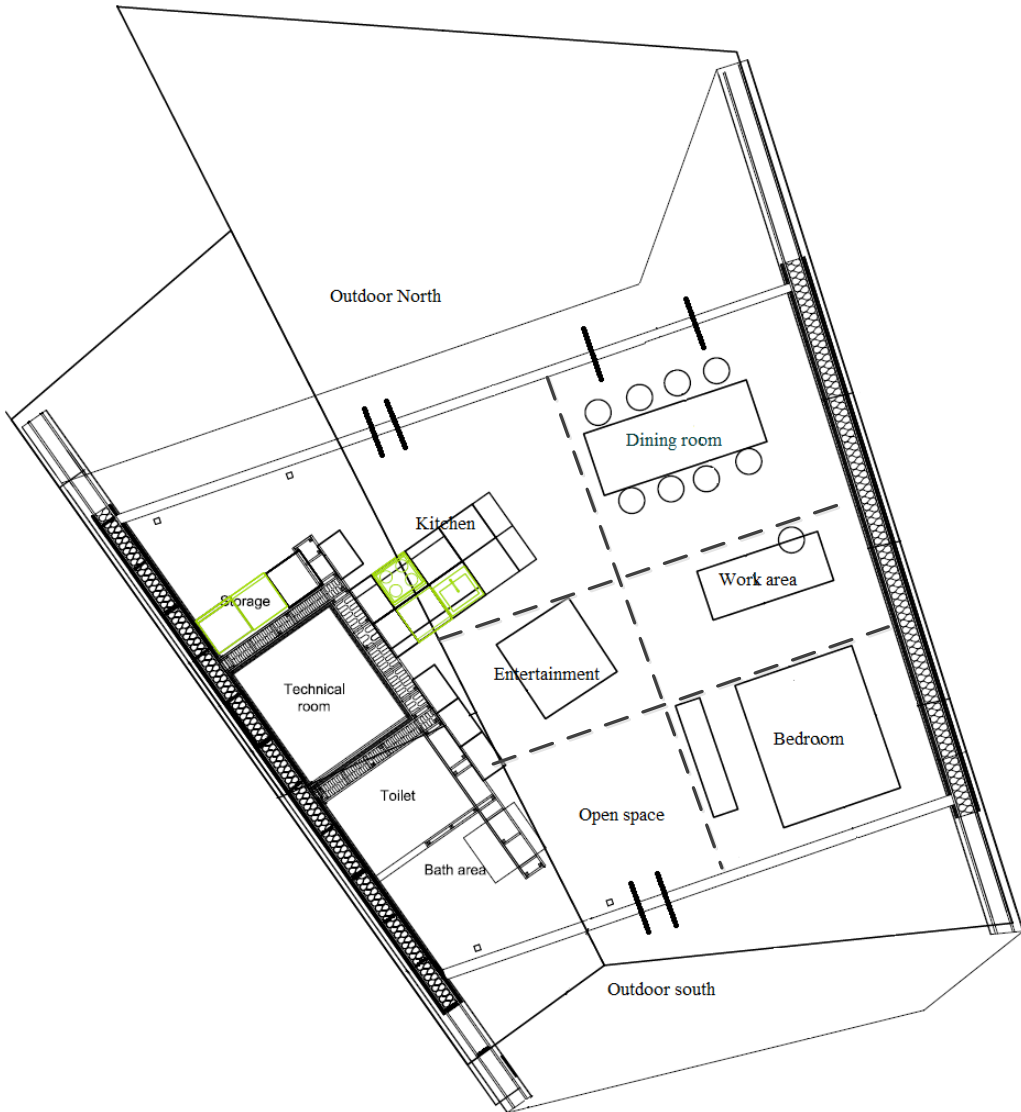 Outdoor North
Dining room
Kitchen
Work area
Storage
Entertainment
Technical
room
Bedroom
Toilet
Open space
Bath area
Outdoor south